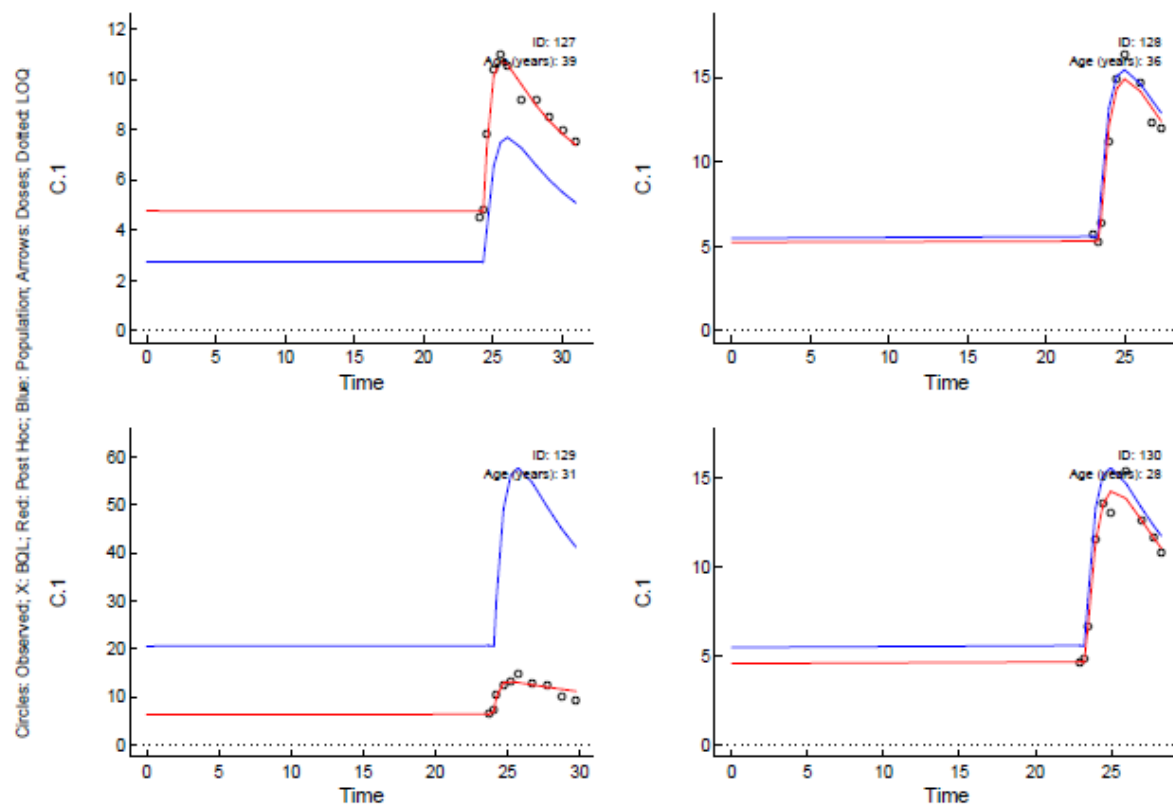 Circles: Observed; X: BQL; Red: Post Hoc; Blue: Population; Arrows: Doses; Dotted: LOQ
ID: 127
Age (years): 39
C.1
12
10
8
6
4
2
0
0 5 10 15 20 25 30
Time
ID: 128
Age (years): 36
C.1
15
10
5
0
0 5 10 15 20 25
Time
ID: 129
Age (years): 31
C.1
60
50
40
30
20
10
0
0 5 10 15 20 25 30
Time
ID: 130
Age (years): 28
C.1
15
10
5
0
0 5 10 15 20 25
Time